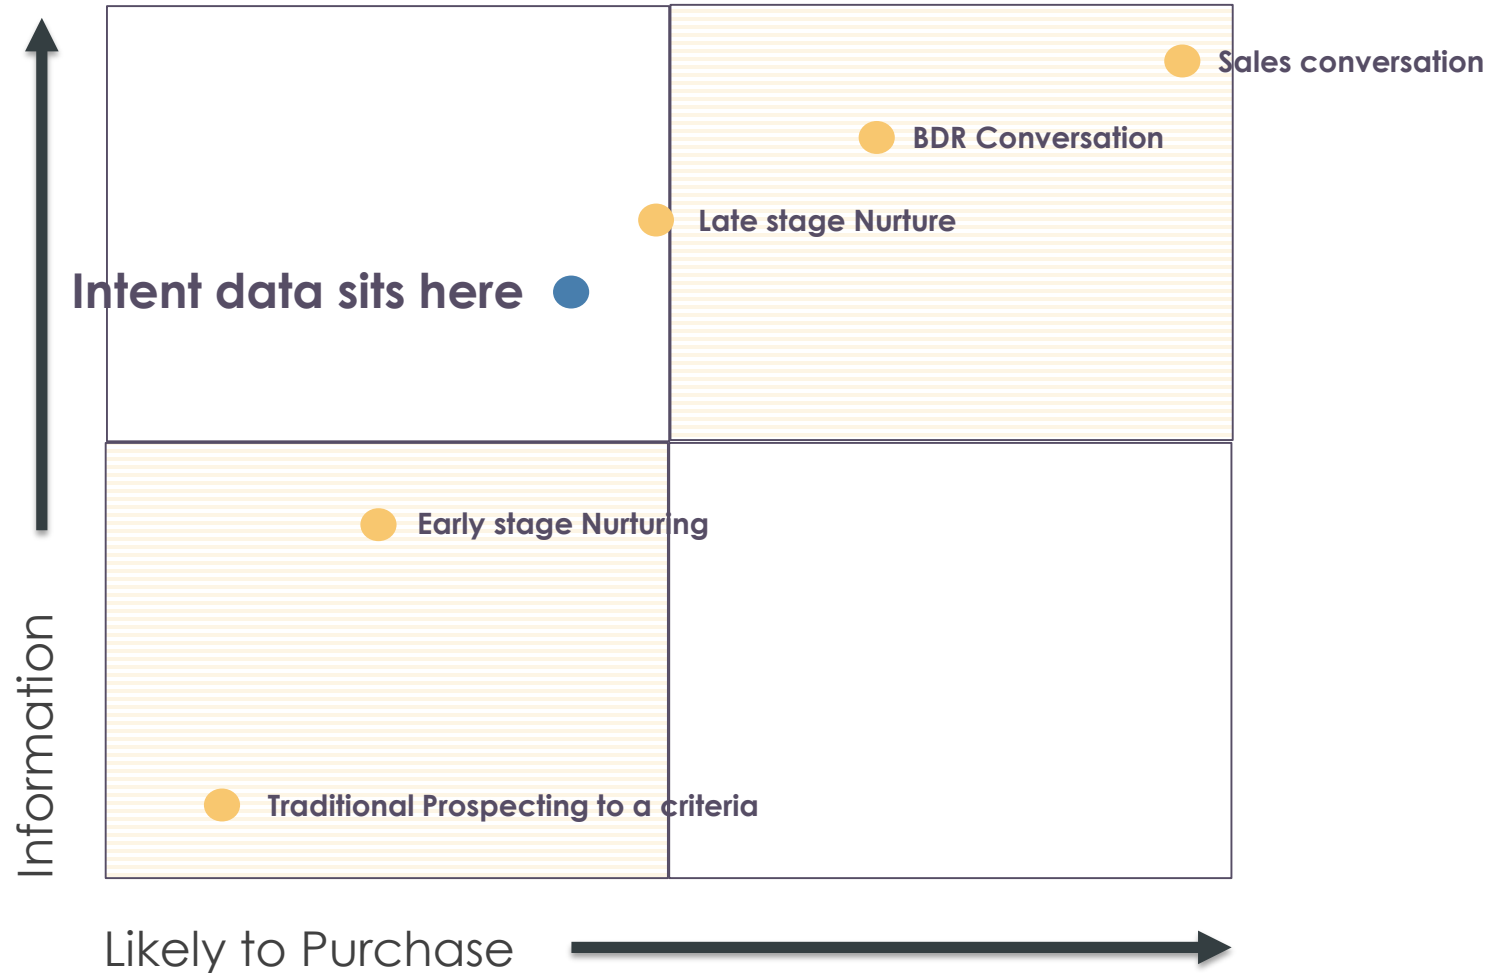 Sales conversation
BDR Conversation
Late stage Nurture
Intent data sits here
Early stage Nurturing
Information
Traditional Prospecting to a criteria
Likely to Purchase